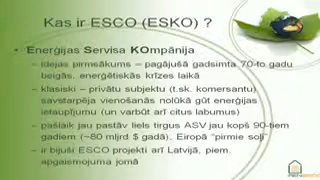 Kas ir ESCO (ESKO) ?
Enerģijas Servisa KOmpānija
– Idejas pirmsākums – pagājušā gadsimta 70-to gadu
beigās, enerģētiskās krīzes laikā
– klasiski – privātu subjektu (t.sk. komersantu)
savstarpēja vienošanās nolūkā gūt enerģijas
ietaupījumu (un varbūt arī citus labumus)
– pašlaik jau pastāv liels tirgus ASV jau kopš 90-tiem
gadiem (~80 mljrd $ gadā), Eiropā "pirmie soļi"
– ir bijuši ESCO projekti arī Latvijā, piem.
apgaismojuma jomā